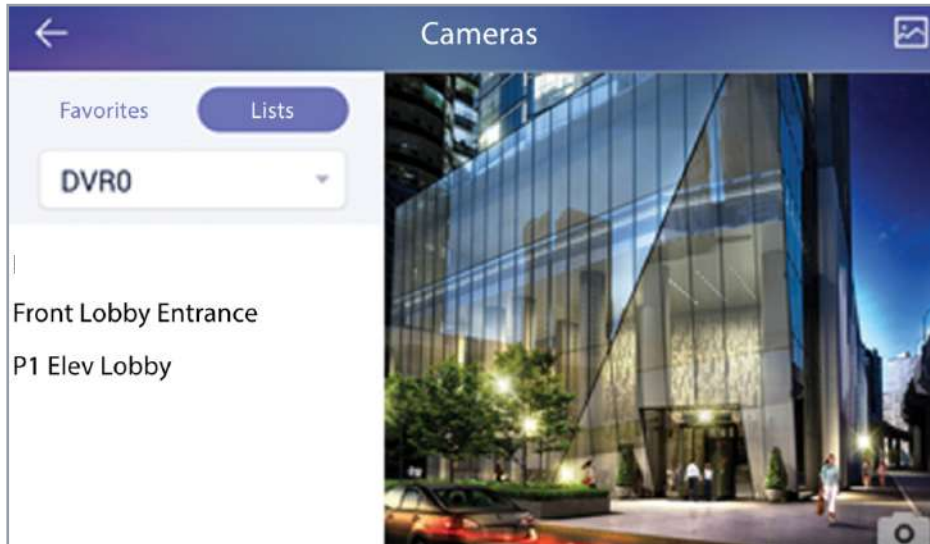 Cameras
Favorites
Lists
DVR0
Front Lobby Entrance
P1 Elev Lobby